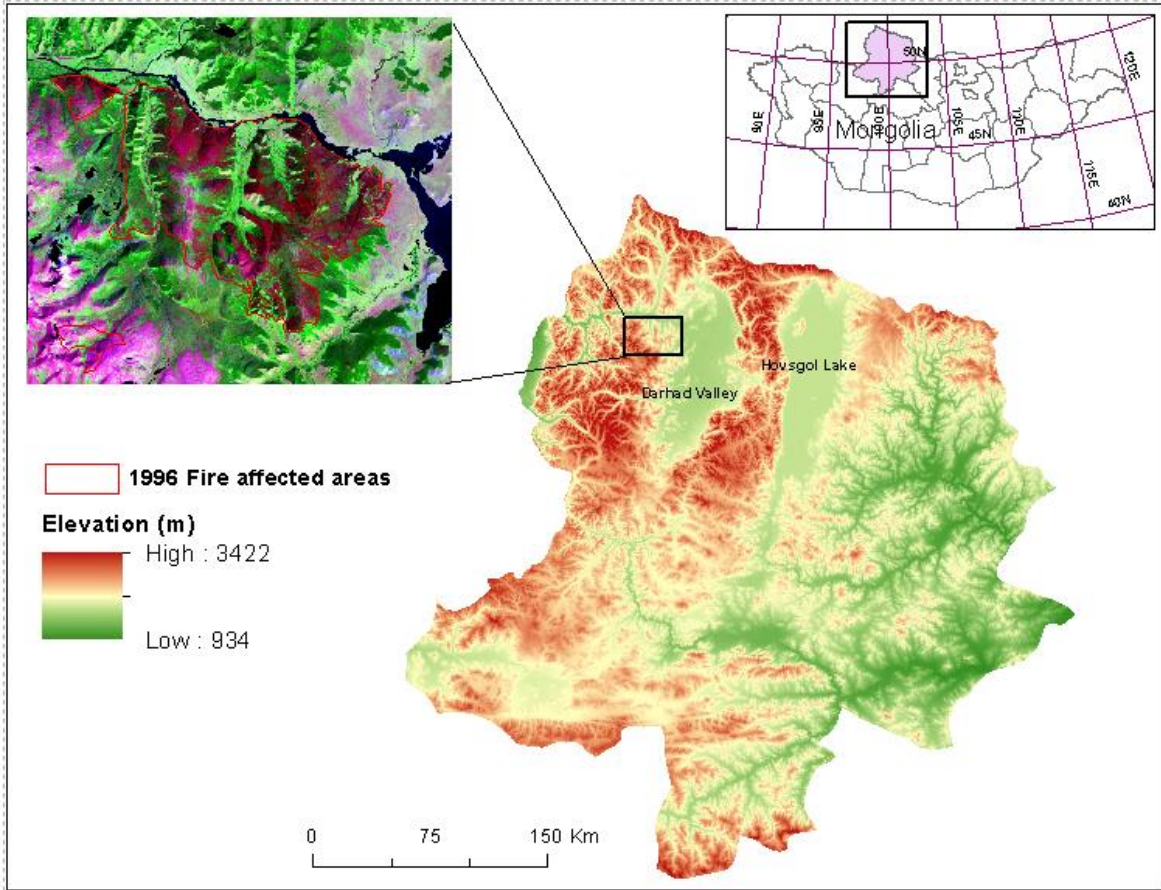 50N
120E
90E
95E
100E
105E
110E
Mongolia
45N
115E
40N
Hovsgol Lake
Darhad Valley
1996 Fire affected areas
Elevation (m)
High : 3422
Low : 934
0 75 150 Km